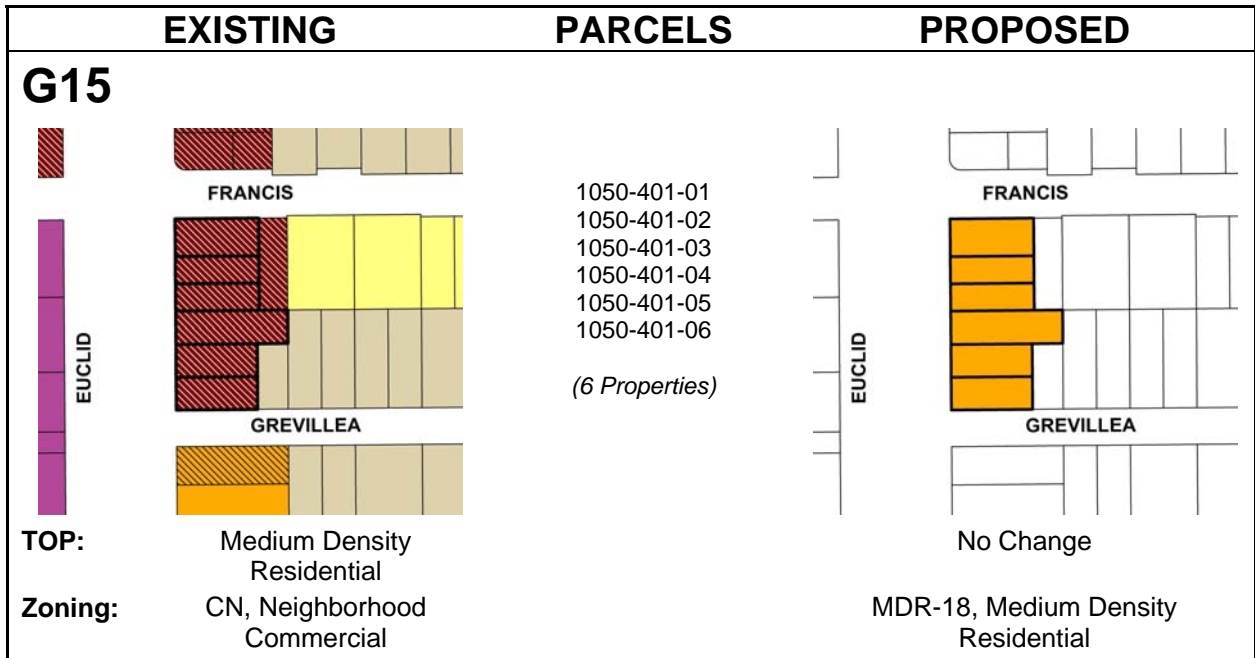 EXISTING PARCELS PROPOSED
G15
FRANCIS
EUCLID
GREVILLEA
1050-401-01
1050-401-02
1050-401-03
1050-401-04
1050-401-05
1050-401-06
(6 Properties)
FRANCIS
EUCLID
GREVILLEA
TOP: Medium Density No Change
Residential
Zoning: CN, Neighborhood MDR-18, Medium Density
Commercial Residential